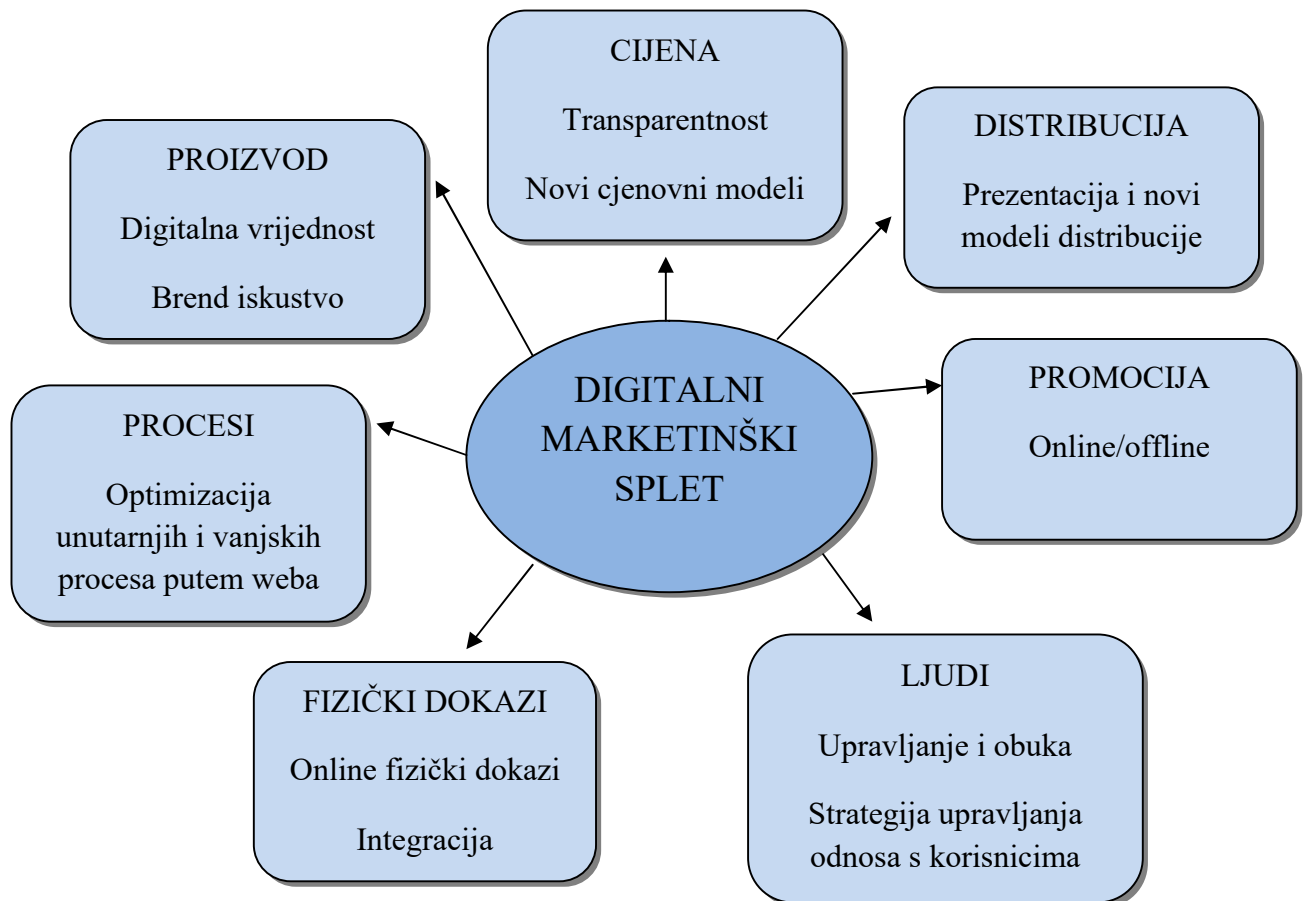 CIJENA
Transparentnost
Novi cjenovni modeli
DISTRIBUCIJA
Prezentacija i novi
modeli distribucije
PROIZVOD
Digitalna vrijednost
Brend iskustvo
DIGITALNI
MARKETINŠKI
SPLET
PROMOCIJA
Online/offline
PROCESI
Optimizacija
unutarnjih i vanjskih
procesa putem weba
FIZIČKI DOKAZI
Online fizički dokazi
Integracija
LJUDI
Upravljanje i obuka
Strategija upravljanja
odnosa s korisnicima